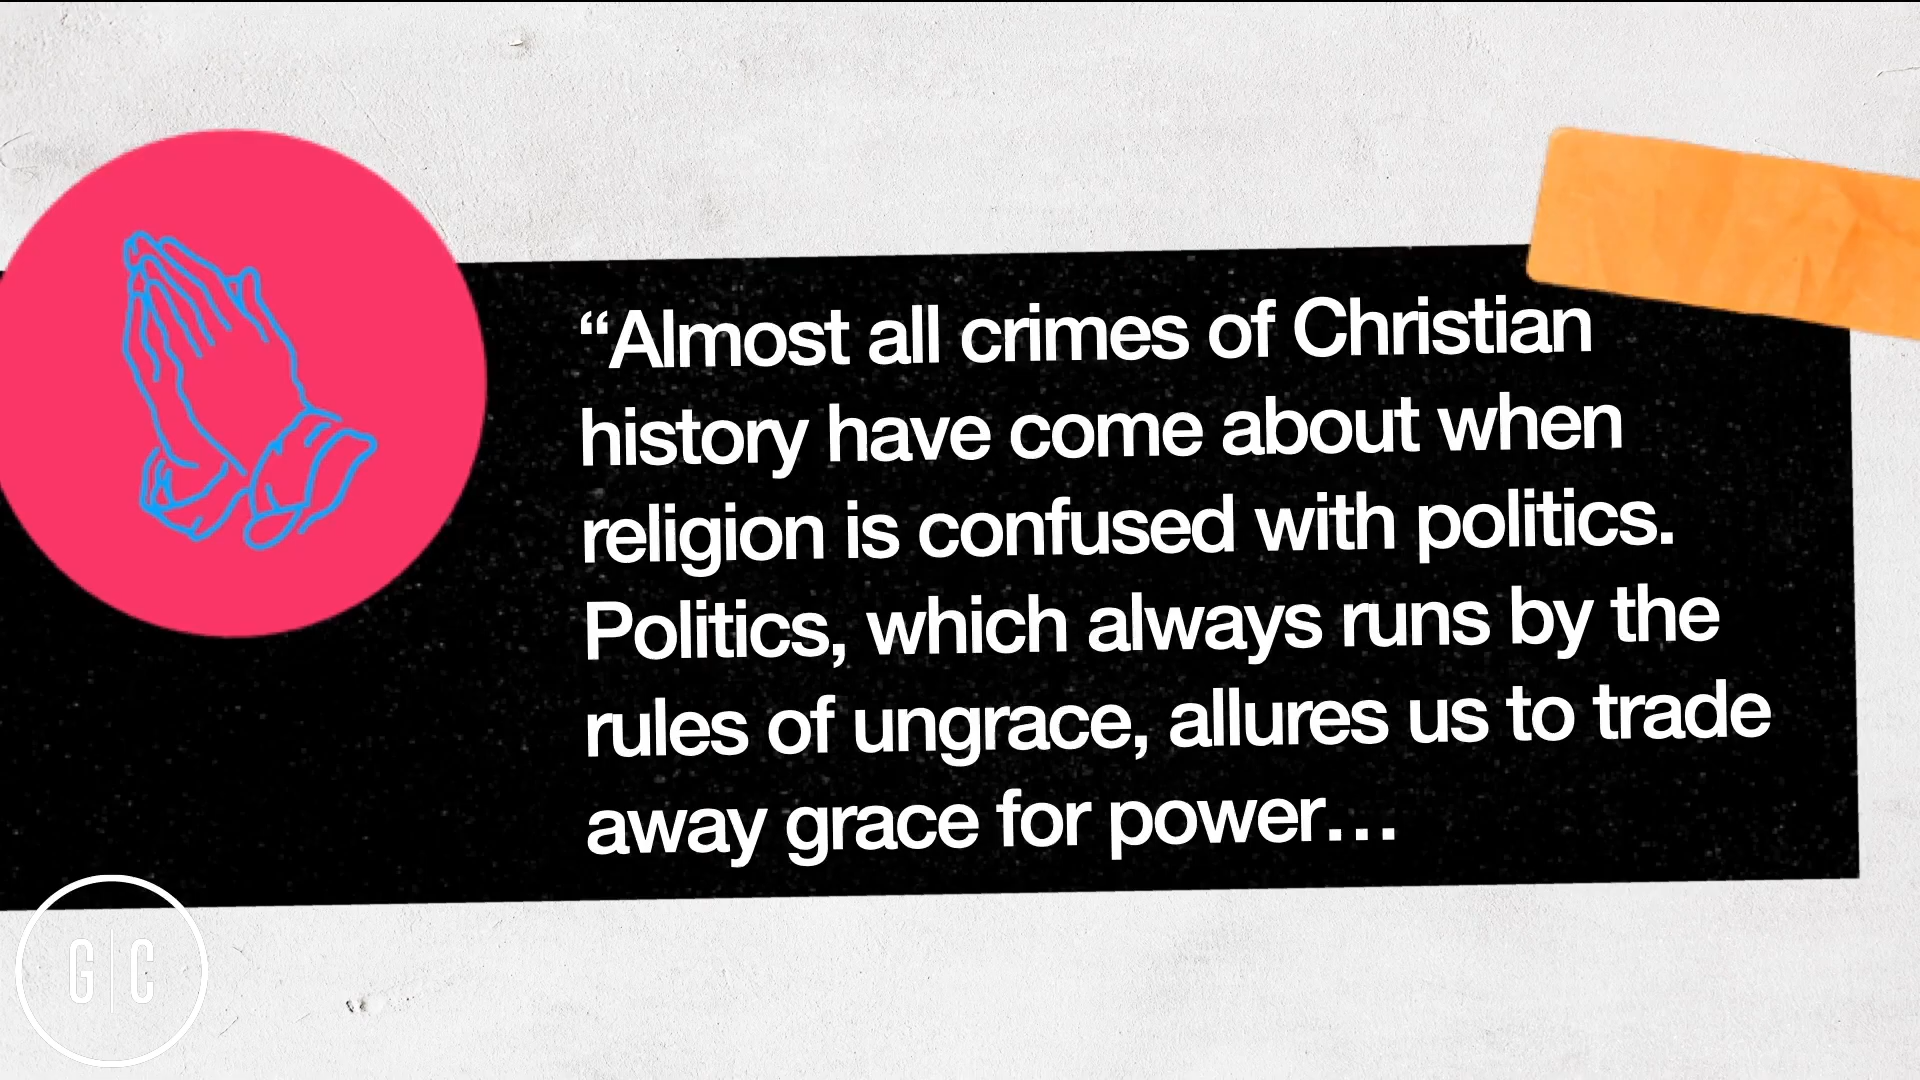 “Almost all crimes of Christian
history have come about when
religion is confused with politics.
Politics, which always runs by the
rules of ungrace, allures us to trade
away grace for power…
G|C